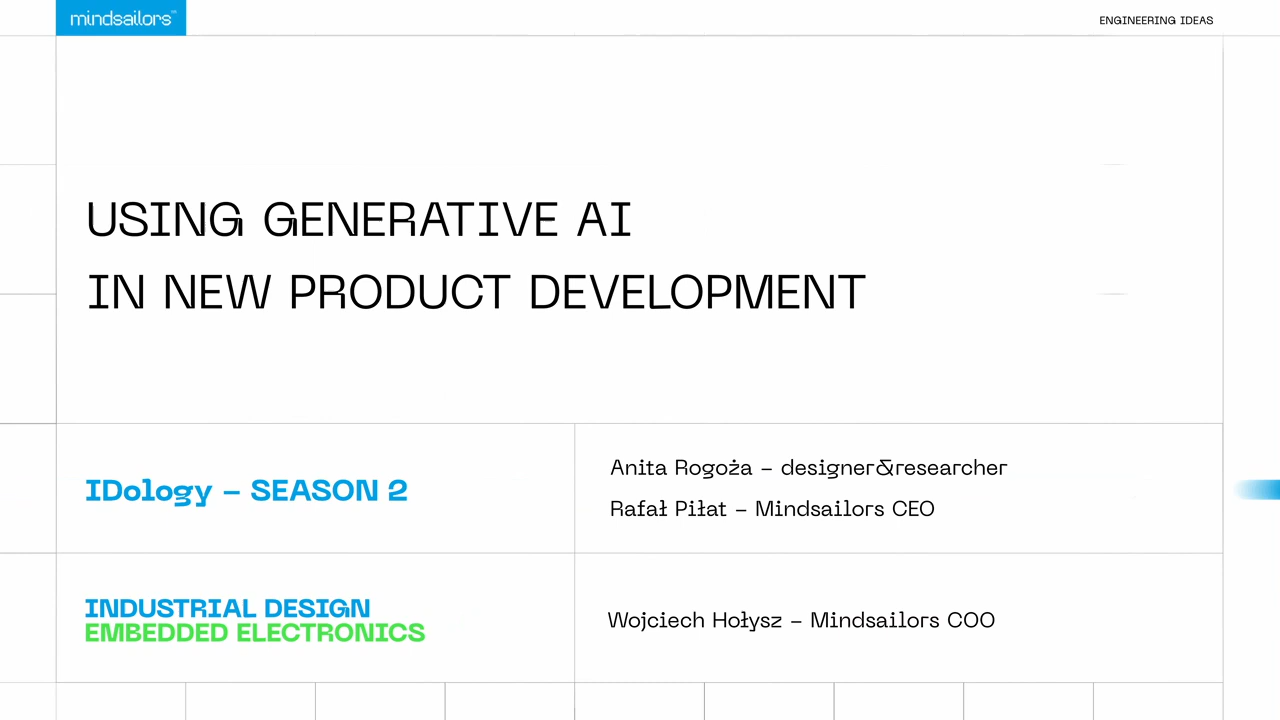 mindsailors™
ENGINEERING IDEAS
USING GENERATIVE AI
IN NEW PRODUCT DEVELOPMENT
IDology – SEASON 2
Anita Rogoża – designer&researcher
Rafał Piłat – Mindsailors CEO
INDUSTRIAL DESIGN
EMBEDDED ELECTRONICS
Wojciech Hołysz – Mindsailors COO